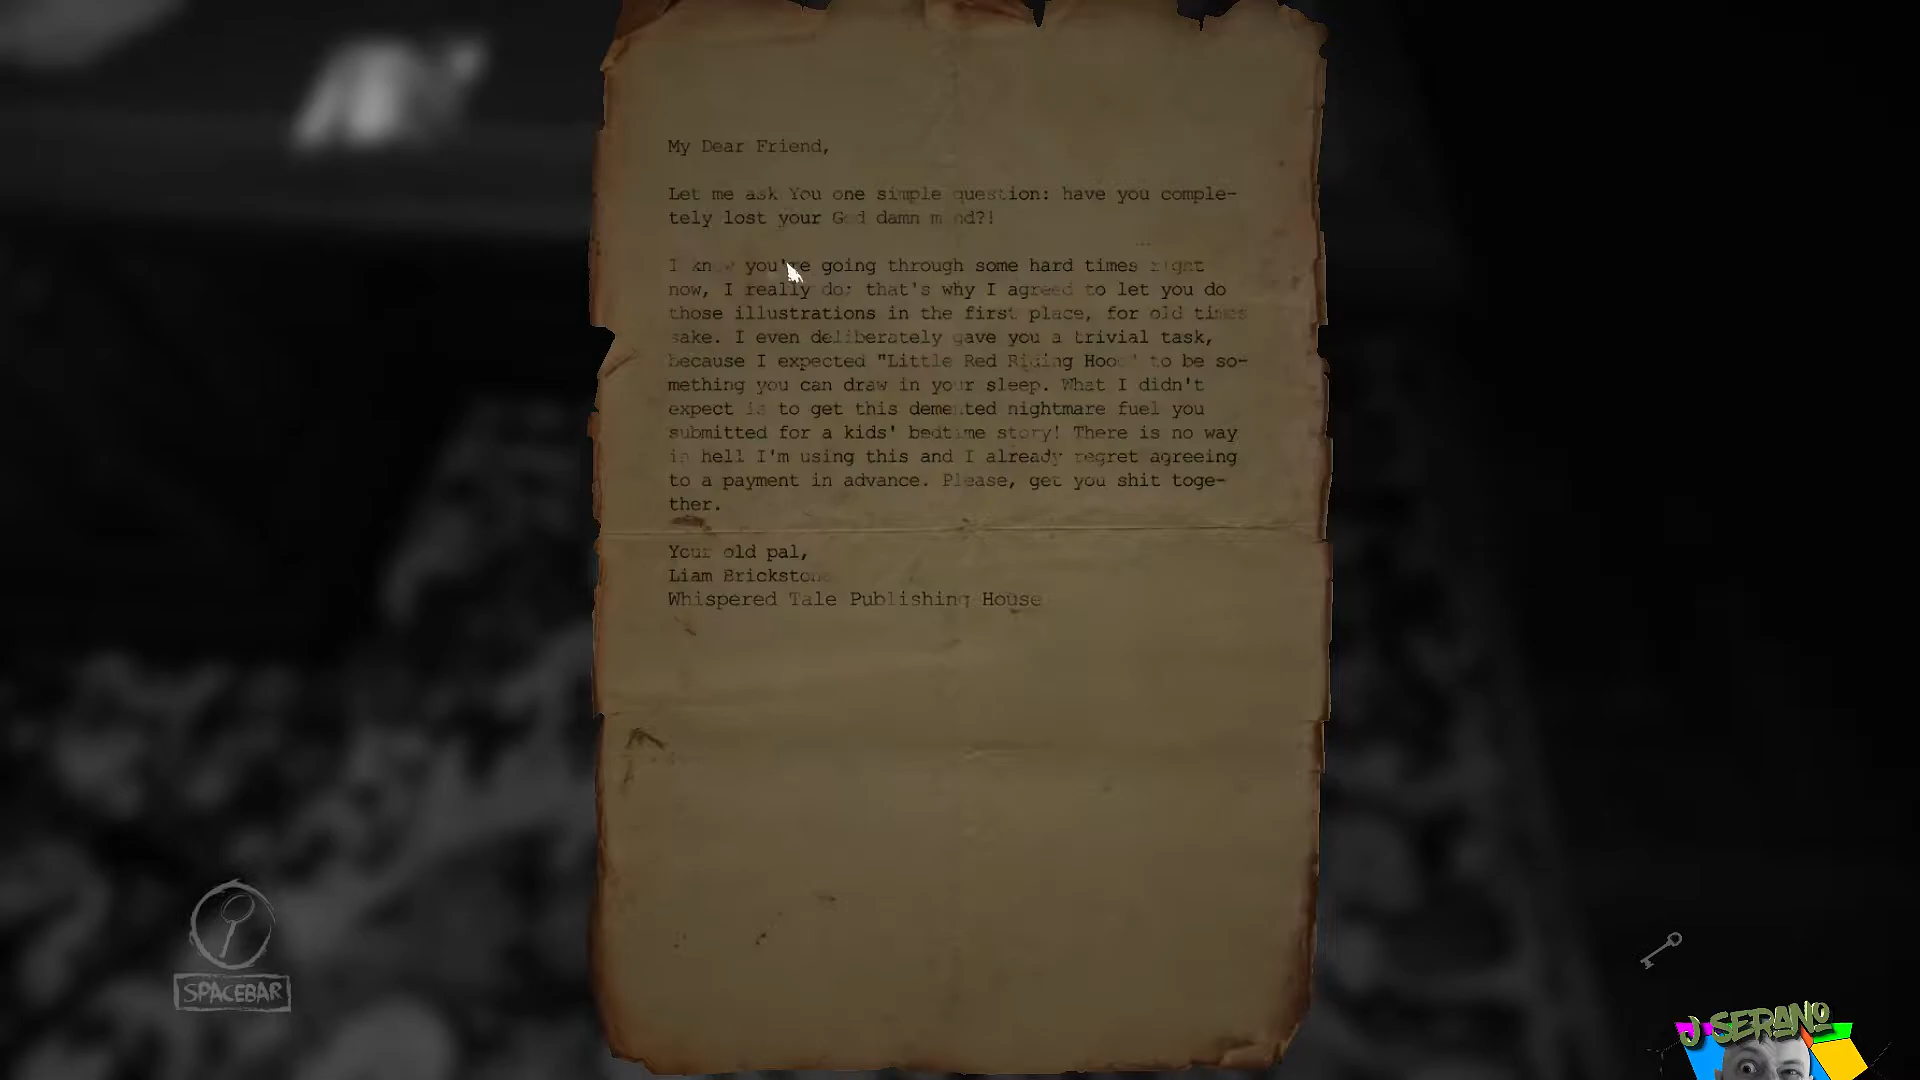 My Dear Friend,
Let me ask You one simple question: have you comple-
tely lost your God damn mind?!
I know you're going through some hard times right
now, I really do; that's why I agreed to let you do
those illustrations in the first place, for old times
sake. I even deliberately gave you a trivial task,
because I expected "Little Red Riding Hood" to be so-
mething you can draw in your sleep. What I didn't
expect is to get this demented nightmare fuel you
submitted for a kids' bedtime story! There is no way
in hell I'm using this and I already regret agreeing
to a payment in advance. Please, get you shit toge-
ther.
Your old pal,
Liam Brickstone
Whispered Tale Publishing House
SPACEBAR
J SERANO